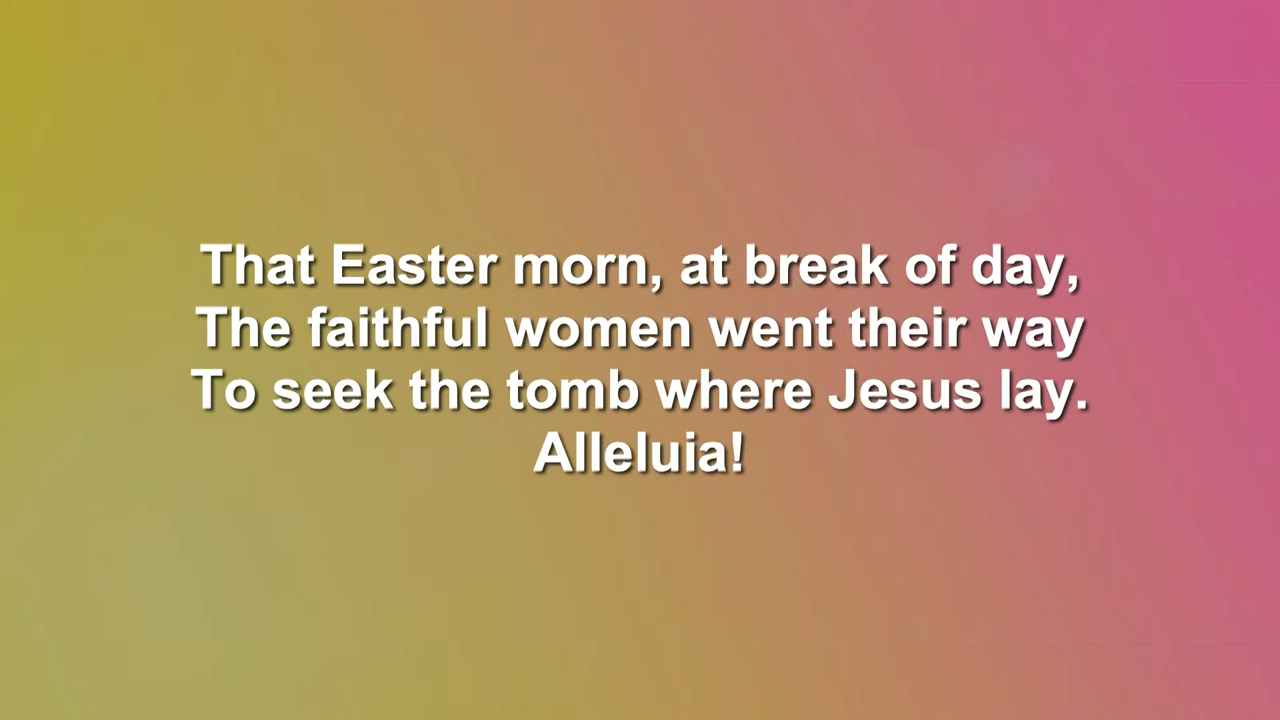 That Easter morn, at break of day,
The faithful women went their way
To seek the tomb where Jesus lay.
Alleluia!